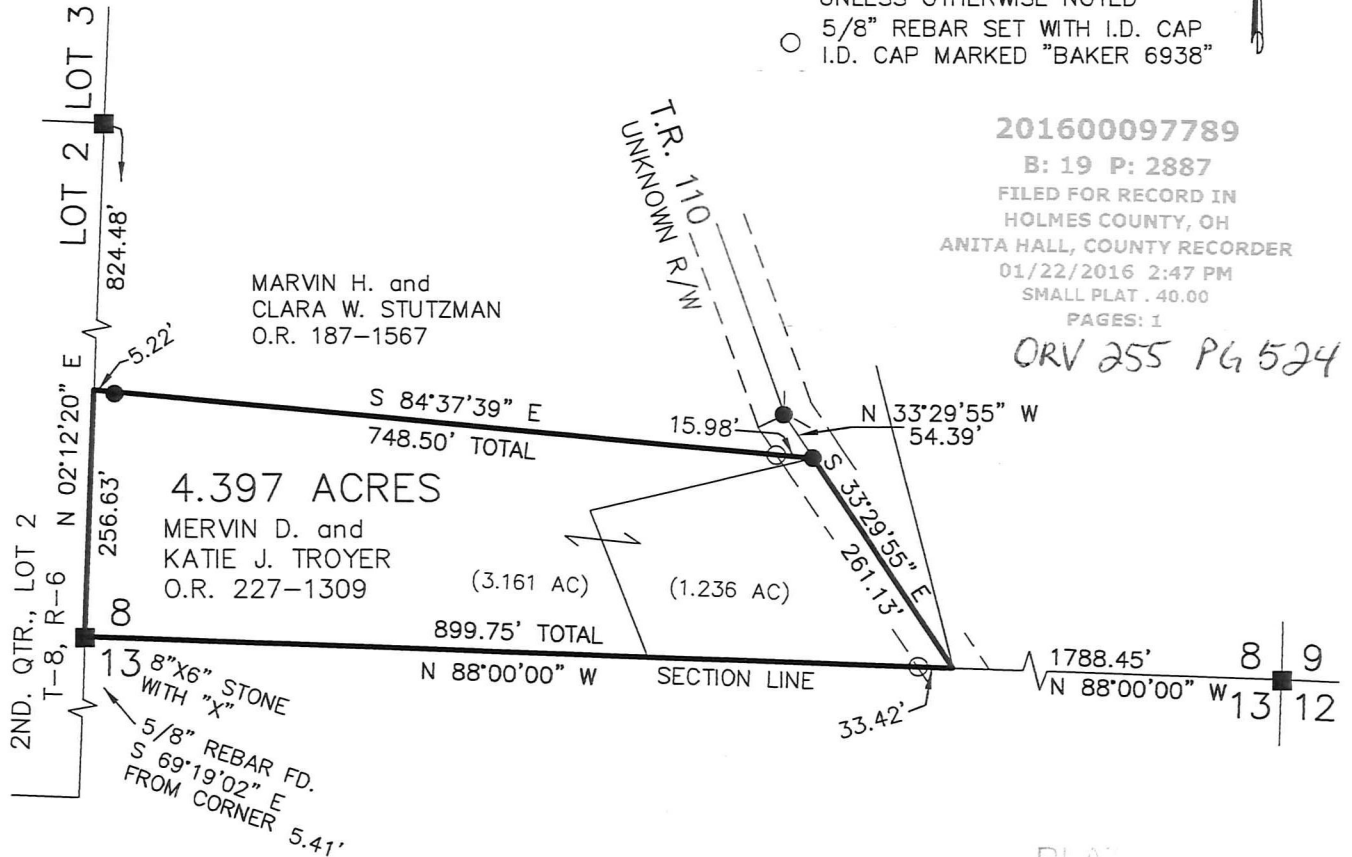 UNLESS OTHERWISE NOTED
5/8" REBAR SET WITH I.D. CAP
I.D. CAP MARKED "BAKER 6938"
201600097789
B: 19 P: 2887
FILED FOR RECORD IN
HOLMES COUNTY, OH
ANITA HALL, COUNTY RECORDER
01/22/2016 2:47 PM
SMALL PLAT . 40.00
PAGES: 1
ORV 255 PG 524
LOT 3
LOT 2
824.48'
T.R. 110
UNKNOWN R/W
MARVIN H. and
CLARA W. STUTZMAN
O.R. 187-1567
5.22'
S 84°37'39" E
748.50' TOTAL
15.98'
N 33°29'55" W
54.39'
N 02°12'20" E
256.63'
4.397 ACRES
MERVIN D. and
KATIE J. TROYER
O.R. 227-1309
(3.161 AC)
(1.236 AC)
S 33°29'55" E
261.13'
2ND. QTR., LOT 2
T-8, R-6
8
13
899.75' TOTAL
N 88°00'00" W
SECTION LINE
33.42'
1788.45'
N 88°00'00" W
8
9
13
12
8"X6" STONE
WITH "X"
5/8" REBAR FD.
S 69°19'02" E
FROM CORNER 5.41'